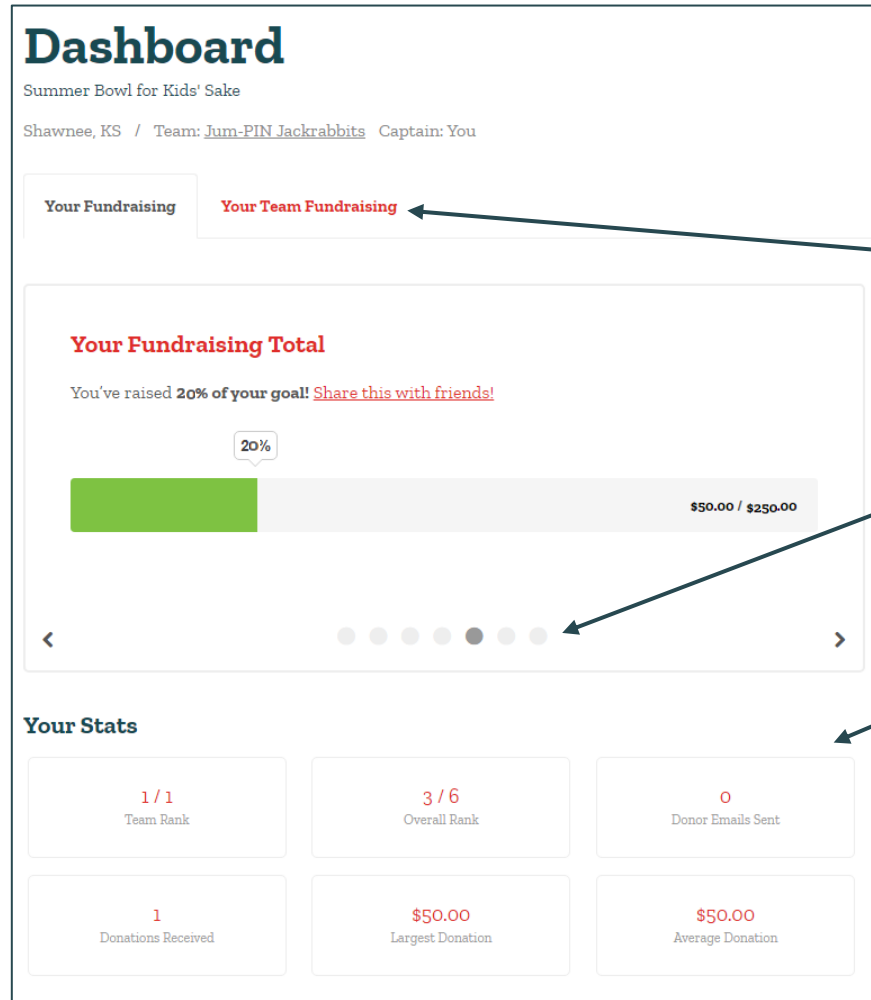 Dashboard
Summer Bowl for Kids' Sake
Shawnee, KS / Team: Jum-PIN Jackrabbits Captain: You
Your Fundraising Your Team Fundraising
Your Fundraising Total
You've raised 20% of your goal! Share this with friends!
20%
$50.00 / $250.00
Your Stats
1 / 1 3 / 6 0
Team Rank Overall Rank Donor Emails Sent
1 $50.00 $50.00
Donations Received Largest Donation Average Donation